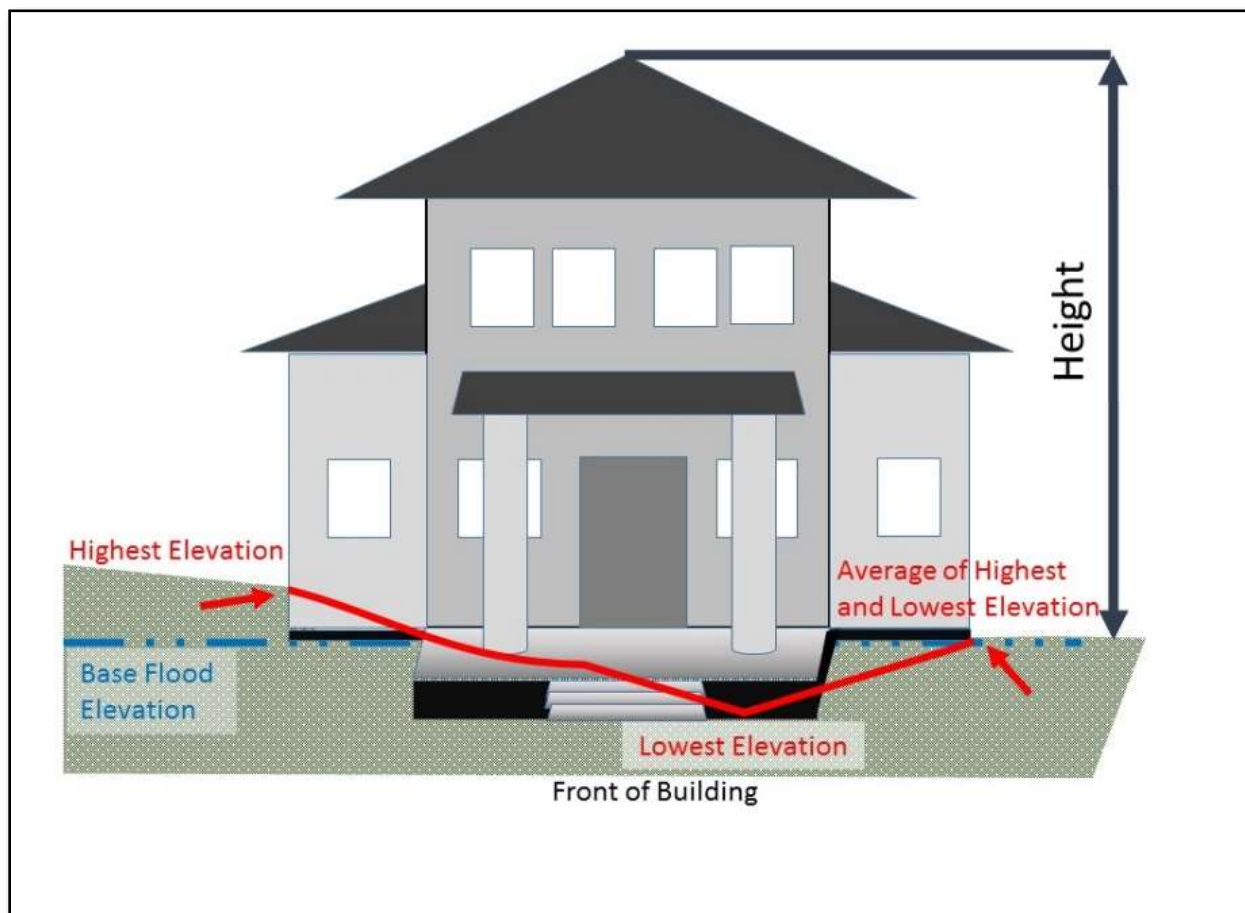 Height
Highest Elevation
Average of Highest
and Lowest Elevation
Base Flood
Elevation
Lowest Elevation
Front of Building